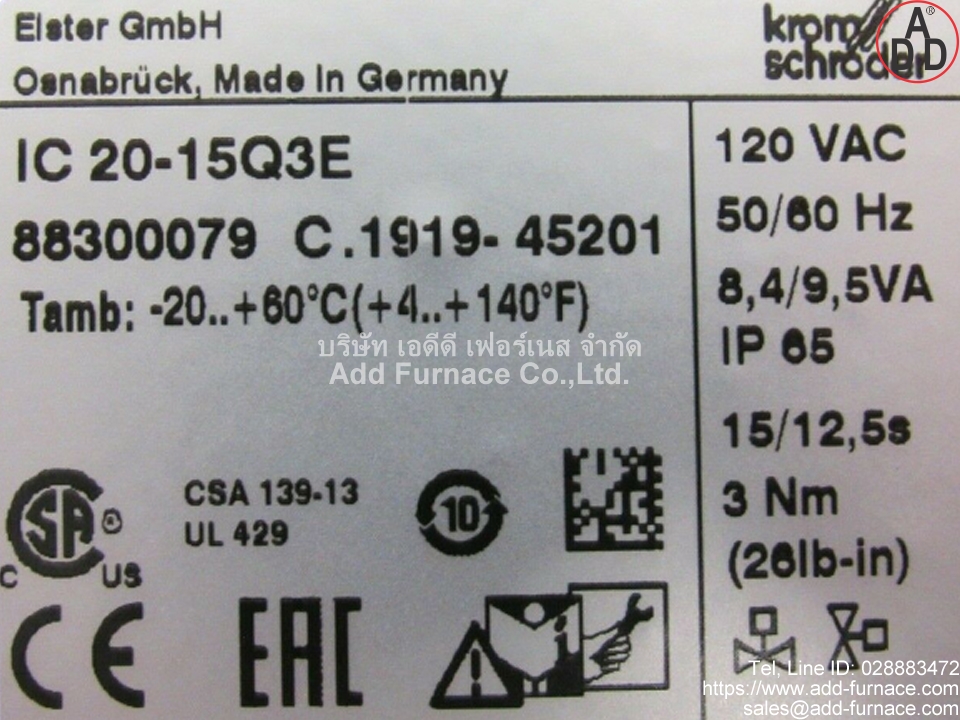 Elster GmbH
Osnabrück, Made in Germany
krom
schröder
ADD®
IC 20-15Q3E
88300079 C.1919-45201
Tamb: -20..+60°C(+4..+140°F)
120 VAC
50/60 Hz
8,4/9,5VA
IP 65
15/12,5s
3 Nm
(26lb-in)
บริษัท เอดีดี เฟอร์เนส จำกัด
Add Furnace Co.,Ltd.
SA ®
C US
CSA 139-13
UL 429
10
CE
EAC
i
Tel, Line ID: 028883472
https://www.add-furnace.com
sales@add-furnace.com